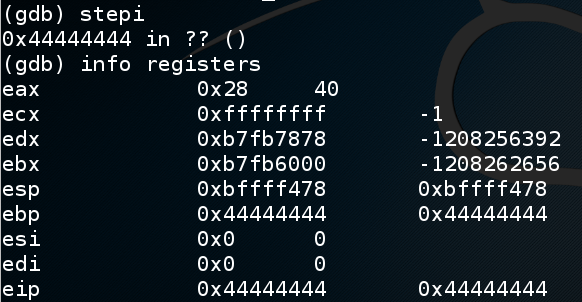 (gdb) stepi
0x44444444 in ?? ()
(gdb) info registers
eax            0x28     40
ecx            0xffffffff       -1
edx            0xb7fb7878       -1208256392
ebx            0xb7fb6000       -1208262656
esp            0xbffff478       0xbffff478
ebp            0x44444444       0x44444444
esi            0x0      0
edi            0x0      0
eip            0x44444444       0x44444444